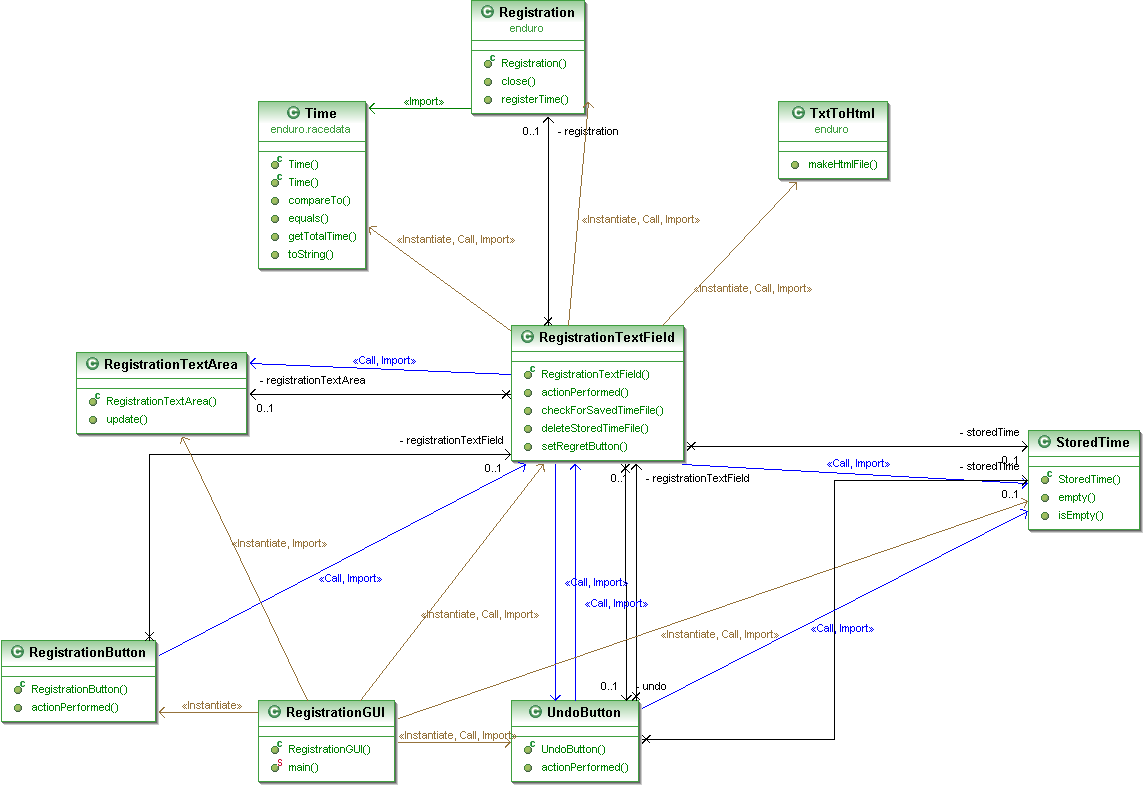 Registration
enduro
Registration()
close()
registerTime()
«Import»
Time
enduro.racedata
Time()
Time()
compareTo()
equals()
getTotalTime()
toString()
TxtToHtml
enduro
makeHtmlFile()
0..1
- registration
«Instantiate, Call, Import»
«Instantiate, Call, Import»
«Instantiate, Call, Import»
RegistrationTextField
RegistrationTextField()
actionPerformed()
checkForSavedTimeFile()
deleteStoredTimeFile()
setRegretButton()
RegistrationTextArea
RegistrationTextArea()
update()
«Call, Import»
- registrationTextArea
0..1
- registrationTextField
0..1
- storedTime
0..1
- storedTime
0..1
«Call, Import»
StoredTime
StoredTime()
empty()
isEmpty()
0..1
- registrationTextField
«Instantiate, Import»
«Call, Import»
«Call, Import»
«Call, Import»
«Instantiate, Call, Import»
«Instantiate, Call, Import»
«Call, Import»
RegistrationButton
RegistrationButton()
actionPerformed()
«Instantiate»
RegistrationGUI
RegistrationGUI()
main()
«Instantiate, Call, Import»
0..1
- undo
UndoButton
UndoButton()
actionPerformed()